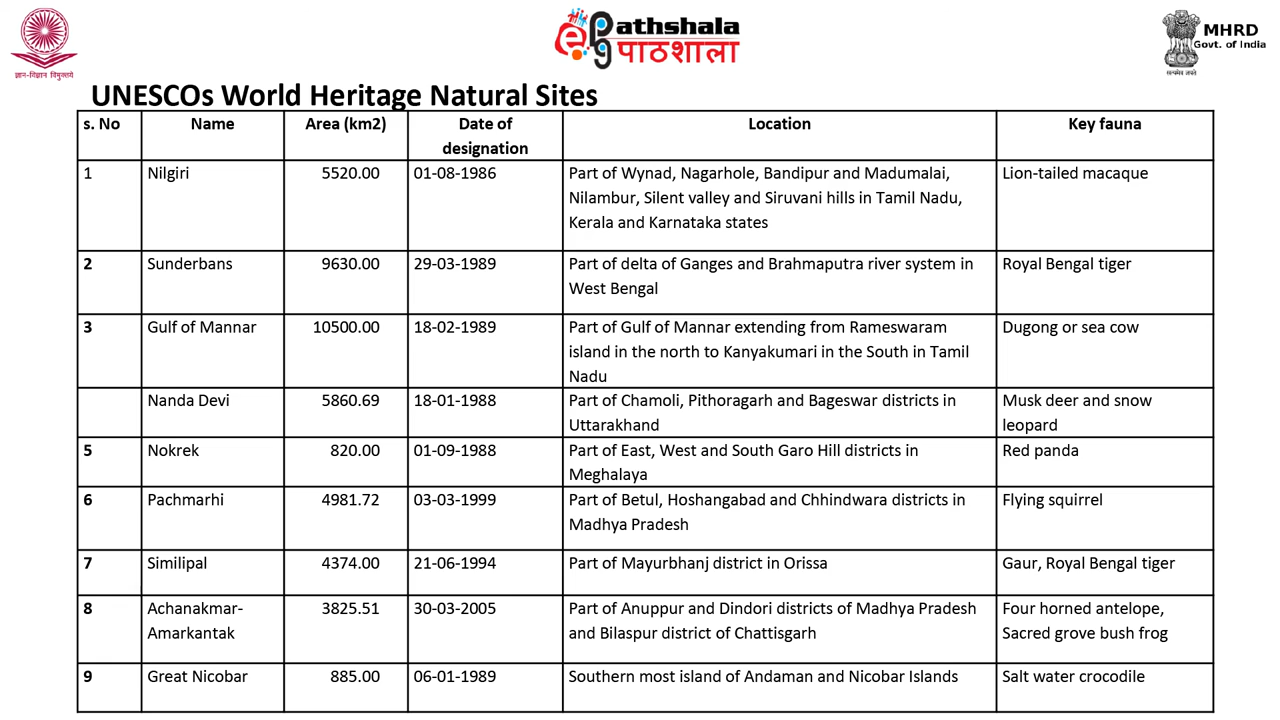 ज्ञान-विज्ञान विमुक्तये
ePathshala
पाठशाला
MHRD
Govt. of India
सत्यमेव जयते
UNESCOs World Heritage Natural Sites
s. No Name Area (km2) Date of designation Location Key fauna
1 Nilgiri 5520.00 01-08-1986 Part of Wynad, Nagarhole, Bandipur and Madumalai, Lion-tailed macaque
Nilambur, Silent valley and Siruvani hills in Tamil Nadu,
Kerala and Karnataka states
2 Sunderbans 9630.00 29-03-1989 Part of delta of Ganges and Brahmaputra river system in Royal Bengal tiger
West Bengal
3 Gulf of Mannar 10500.00 18-02-1989 Part of Gulf of Mannar extending from Rameswaram Dugong or sea cow
island in the north to Kanyakumari in the South in Tamil
Nadu
Nanda Devi 5860.69 18-01-1988 Part of Chamoli, Pithoragarh and Bageswar districts in Musk deer and snow
Uttarakhand leopard
5 Nokrek 820.00 01-09-1988 Part of East, West and South Garo Hill districts in Red panda
Meghalaya
6 Pachmarhi 4981.72 03-03-1999 Part of Betul, Hoshangabad and Chhindwara districts in Flying squirrel
Madhya Pradesh
7 Similipal 4374.00 21-06-1994 Part of Mayurbhanj district in Orissa Gaur, Royal Bengal tiger
8 Achanakmar- 3825.51 30-03-2005 Part of Anuppur and Dindori districts of Madhya Pradesh Four horned antelope,
Amarkantak and Bilaspur district of Chattisgarh Sacred grove bush frog
9 Great Nicobar 885.00 06-01-1989 Southern most island of Andaman and Nicobar Islands Salt water crocodile